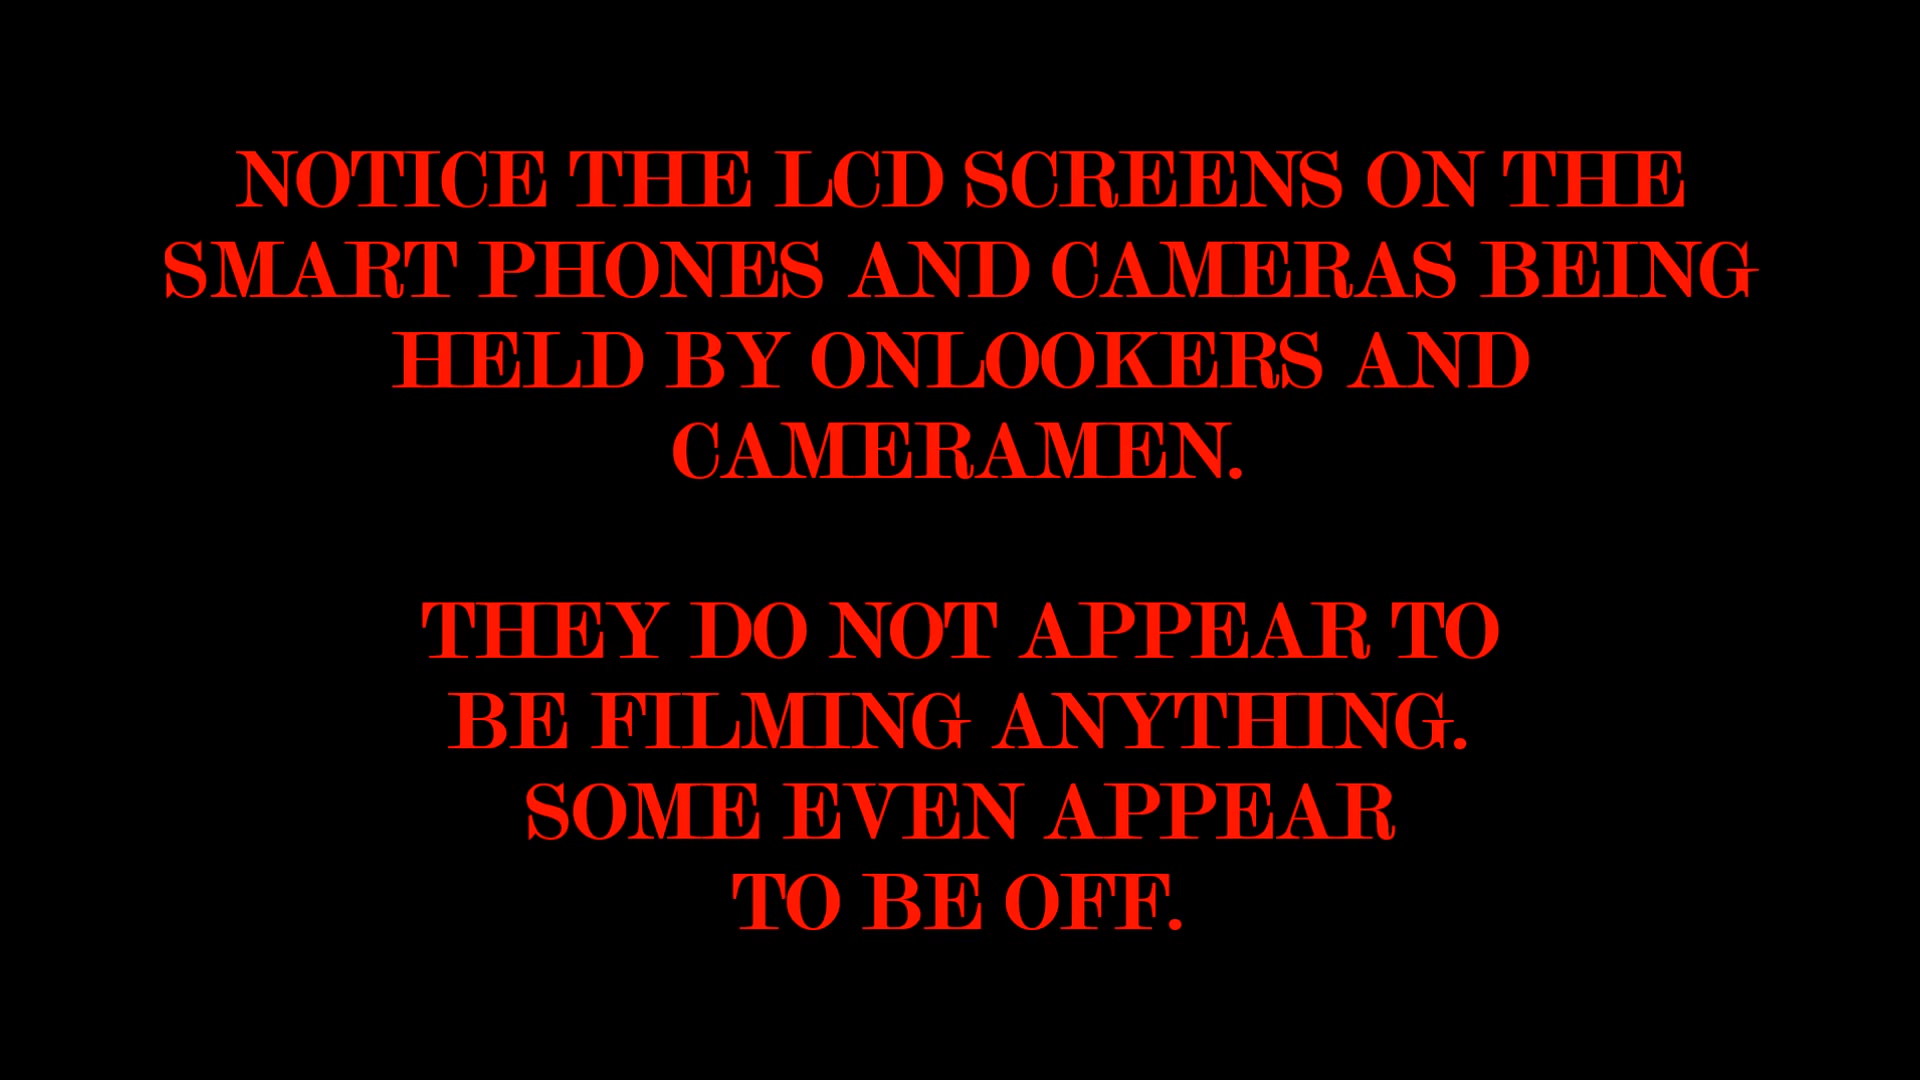 NOTICE THE LCD SCREENS ON THE
SMART PHONES AND CAMERAS BEING
HELD BY ONLOOKERS AND
CAMERAMEN.
THEY DO NOT APPEAR TO
BE FILMING ANYTHING.
SOME EVEN APPEAR
TO BE OFF.